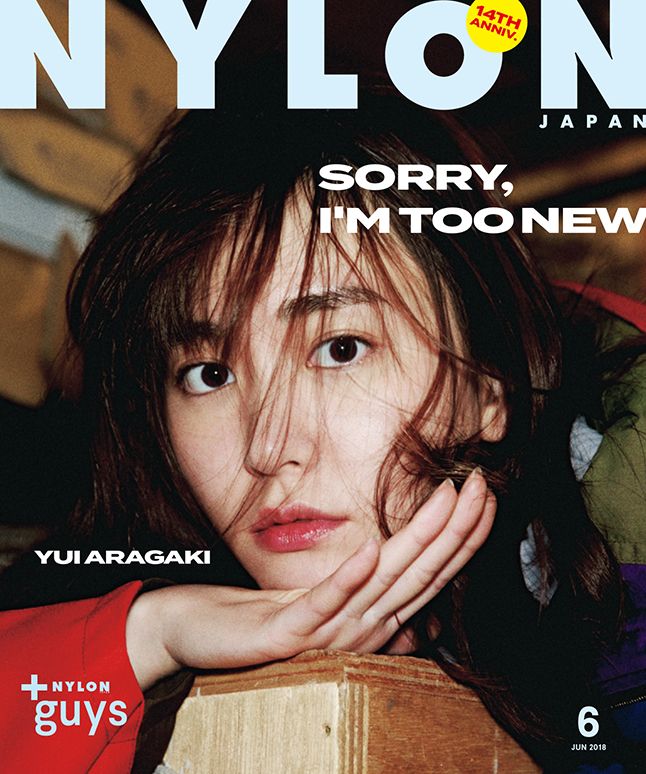 NYLON
14TH
ANNIV.
JAPAN
SORRY,
I'M TOO NEW
YUI ARAGAKI
+NYLON
guys
6
JUN 2018